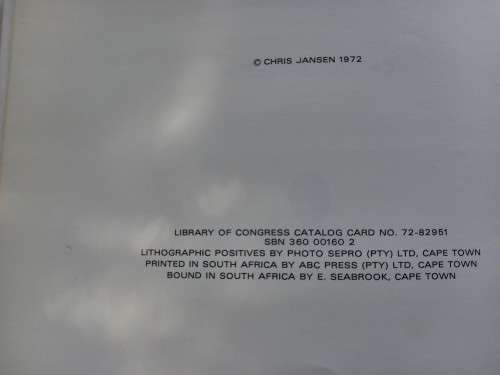 © CHRIS JANSEN 1972
LIBRARY OF CONGRESS CATALOG CARD NO. 72-82951
SBN 360 00160 2
LITHOGRAPHIC POSITIVES BY PHOTO SEPRO (PTY) LTD, CAPE TOWN
PRINTED IN SOUTH AFRICA BY ABC PRESS (PTY) LTD, CAPE TOWN
BOUND IN SOUTH AFRICA BY E. SEABROOK, CAPE TOWN